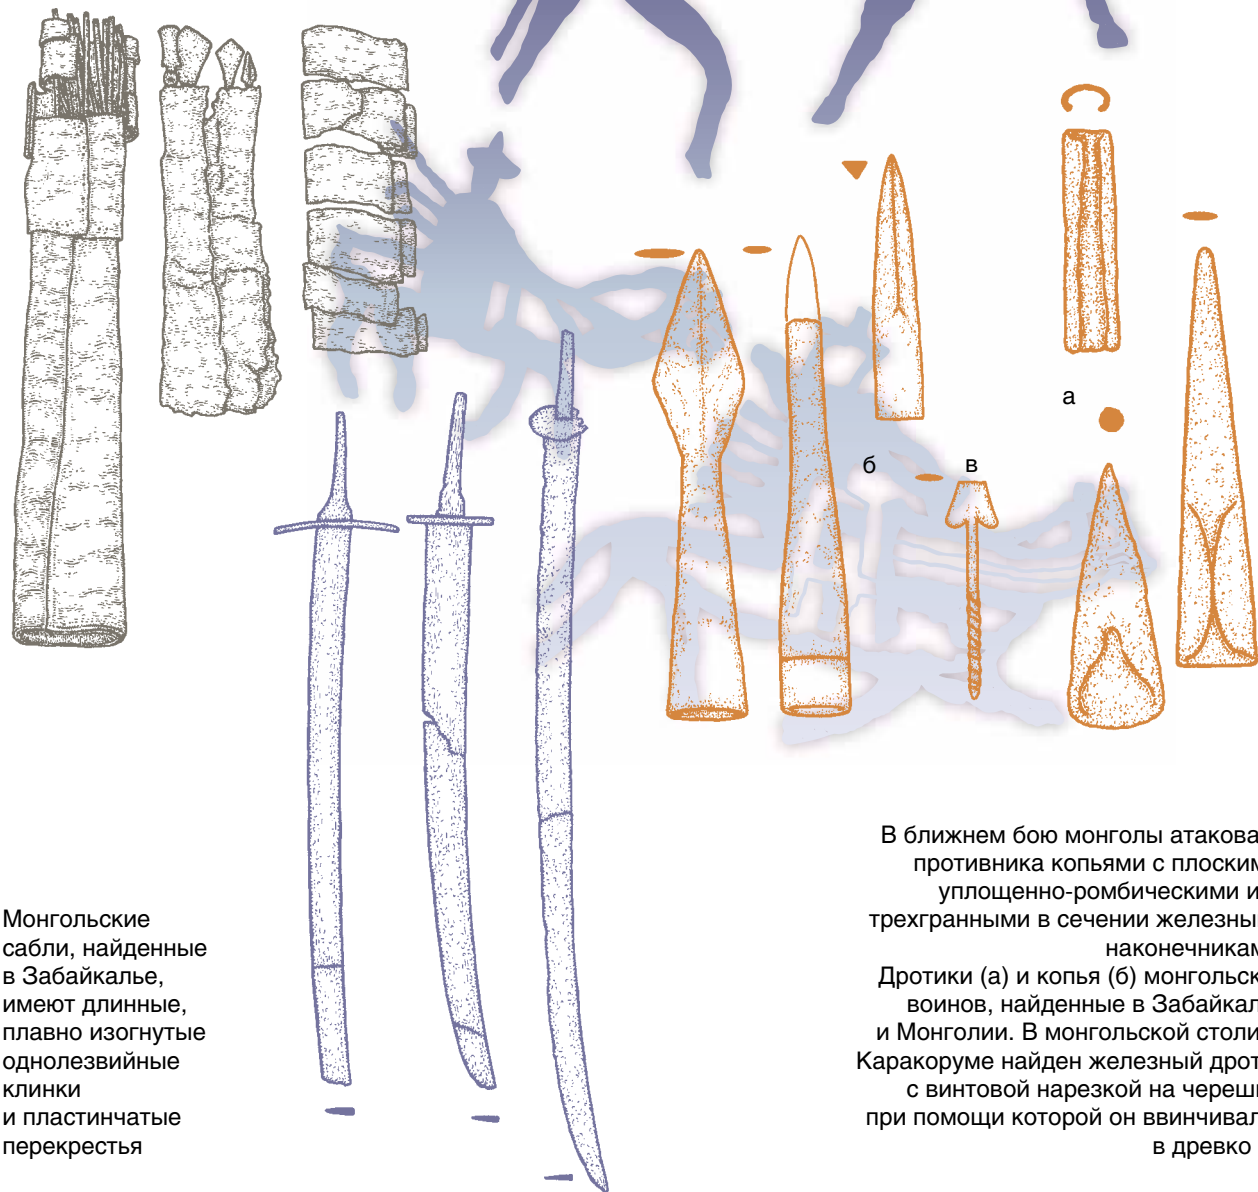 а
б
в
Монгольские
сабли, найденные
в Забайкалье,
имеют длинные,
плавно изогнутые
однолезвийные
клинки
и пластинчатые
перекрестья
В ближнем бою монголы атакова
противника копьями с плоским
уплощенно-ромбическими и
трехгранными в сечении железны
наконечникам
Дротики (а) и копья (б) монгольск
воинов, найденные в Забайкал
и Монголии. В монгольской столи
Каракоруме найден железный дрот
с винтовой нарезкой на череш
при помощи которой он ввинчивал
в древко